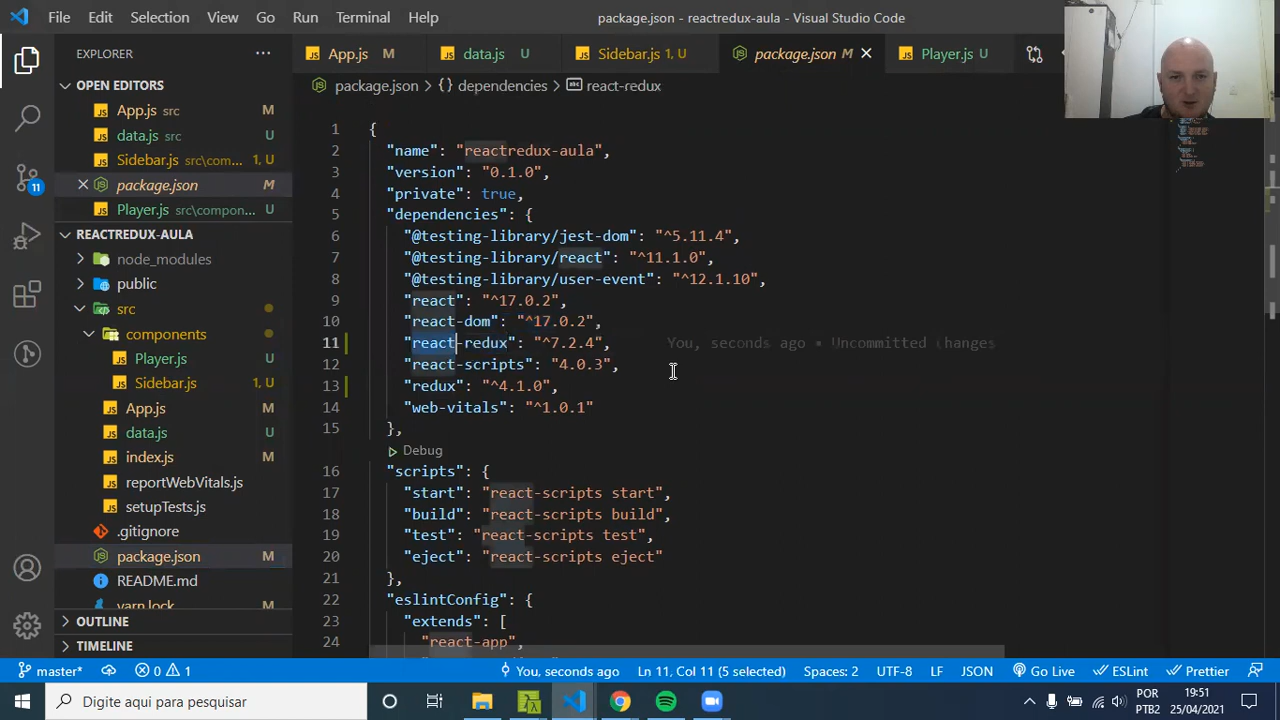 File Edit Selection View Go Run Terminal Help package.json - reactredux-aula - Visual Studio Code
EXPLORER
App.js M data.js U Sidebar.js 1, U package.json M Player.js U
OPEN EDITORS
package.json dependencies react-redux
App.js src M
data.js src U
Sidebar.js src\com... 1, U
package.json M
Player.js src\compon... U
REACTREDUX-AULA
node_modules
public
src
components
Player.js U
Sidebar.js 1, U
App.js M
data.js U
index.js M
reportWebVitals.js
setupTests.js
.gitignore
package.json M
README.md
yarn.lock
OUTLINE
TIMELINE
11
1 {
2 "name": "reactredux-aula",
3 "version": "0.1.0",
4 "private": true,
5 "dependencies": {
6 "@testing-library/jest-dom": "^5.11.4",
7 "@testing-library/react": "^11.1.0",
8 "@testing-library/user-event": "^12.1.10",
9 "react": "^17.0.2",
10 "react-dom": "^17.0.2",
11 "react-redux": "^7.2.4", You, seconds ago • Uncommitted changes
12 "react-scripts": "4.0.3",
13 "redux": "^4.1.0",
14 "web-vitals": "^1.0.1"
15 },
Debug
16 "scripts": {
17 "start": "react-scripts start",
18 "build": "react-scripts build",
19 "test": "react-scripts test",
20 "eject": "react-scripts eject"
21 },
22 "eslintConfig": {
23 "extends": [
24 "react-app",
master* 0 1 You, seconds ago Ln 11, Col 11 (5 selected) Spaces: 2 UTF-8 LF JSON Go Live ESLint Prettier
Digite aqui para pesquisar
POR 19:51
PTB2 25/04/2021